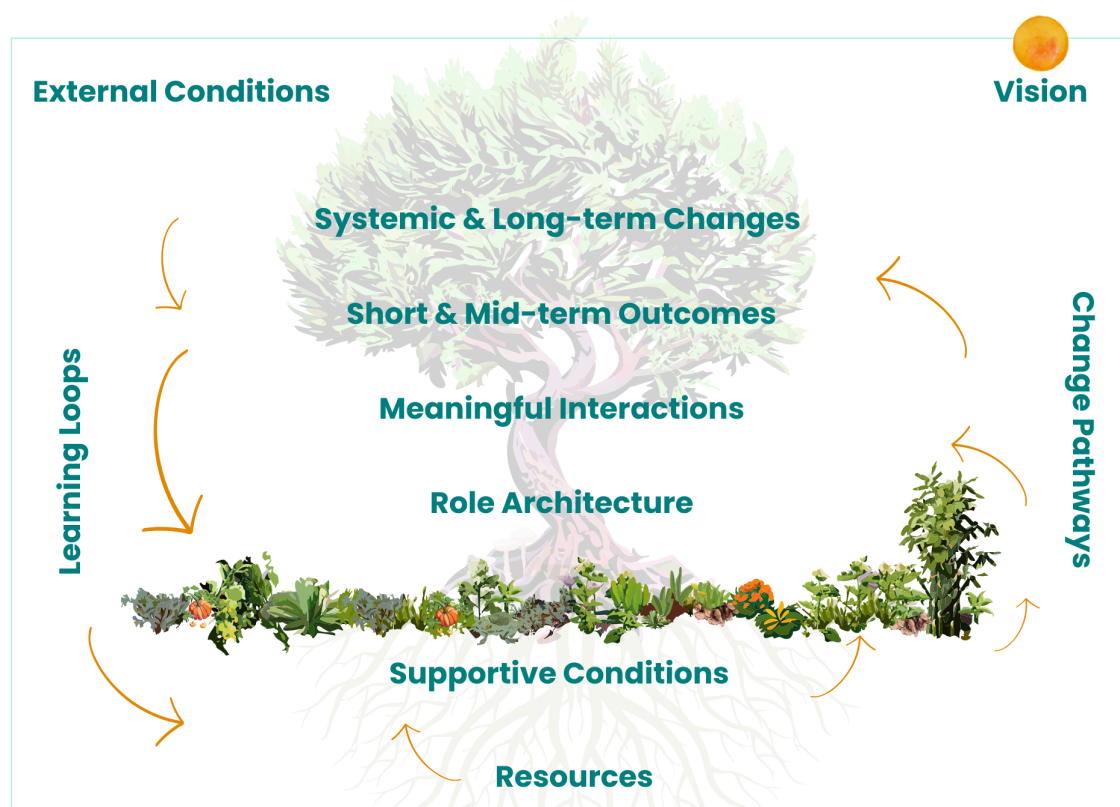 External Conditions
Vision
Systemic & Long-term Changes
Short & Mid-term Outcomes
Meaningful Interactions
Role Architecture
Learning Loops
Change Pathways
Supportive Conditions
Resources